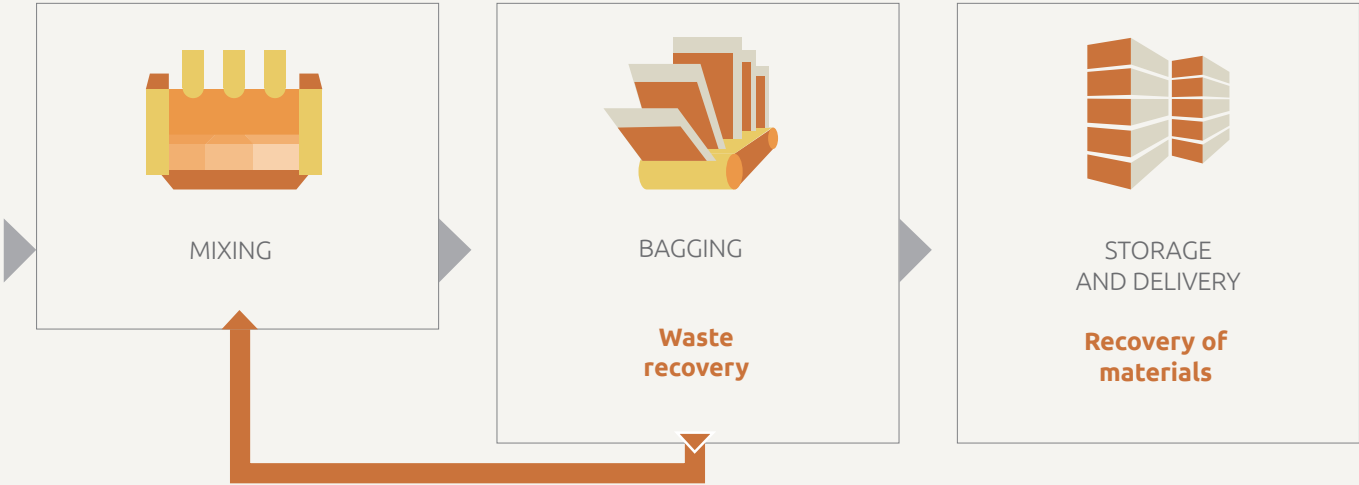 MIXING
BAGGING
Waste
recovery
STORAGE
AND DELIVERY
Recovery of
materials